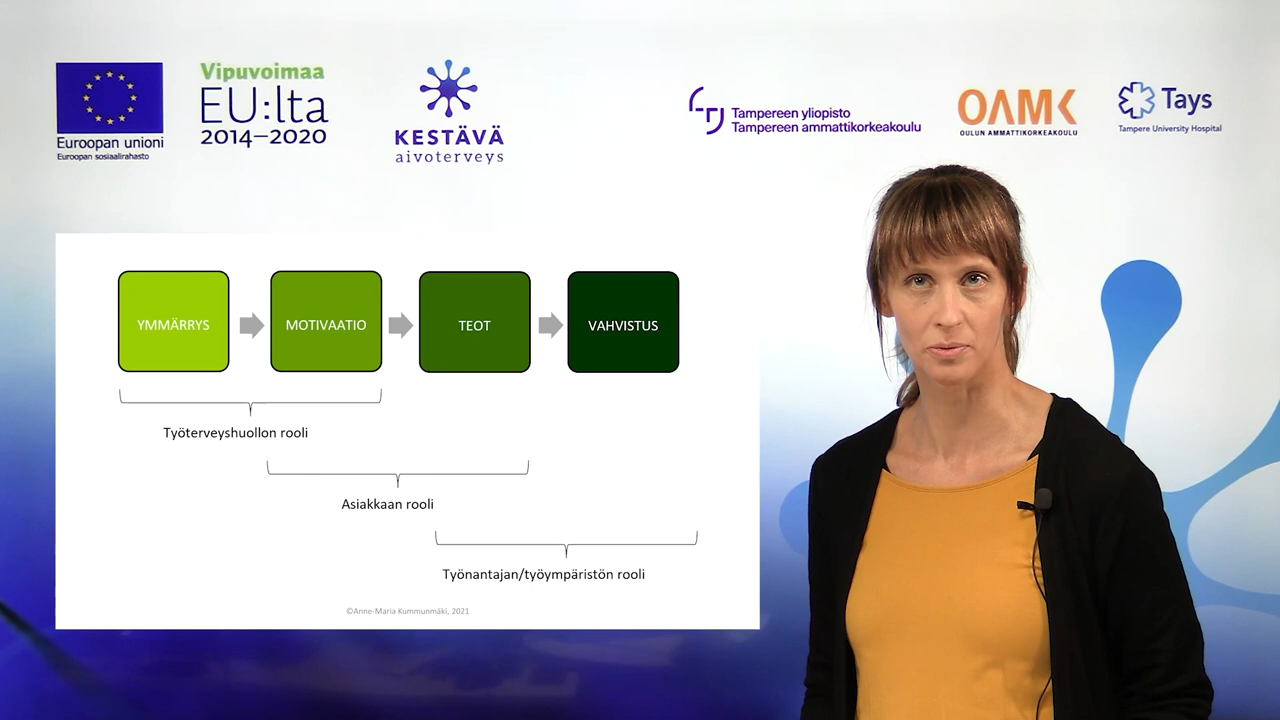 Euroopan unioni
Euroopan sosiaalirahasto
Vipuvoimaa
EU:lta
2014–2020
KESTÄVÄ
aivoterveys
Tampereen yliopisto
Tampereen ammattikorkeakoulu
OAMK
OULUN AMMATTIKORKEAKOULU
Tays
Tampere University Hospital
YMMÄRRYS
MOTIVAATIO
TEOT
VAHVISTUS
Työterveyshuollon rooli
Asiakkaan rooli
Työnantajan/työympäristön rooli
©Anne-Maria Kummunmäki, 2021